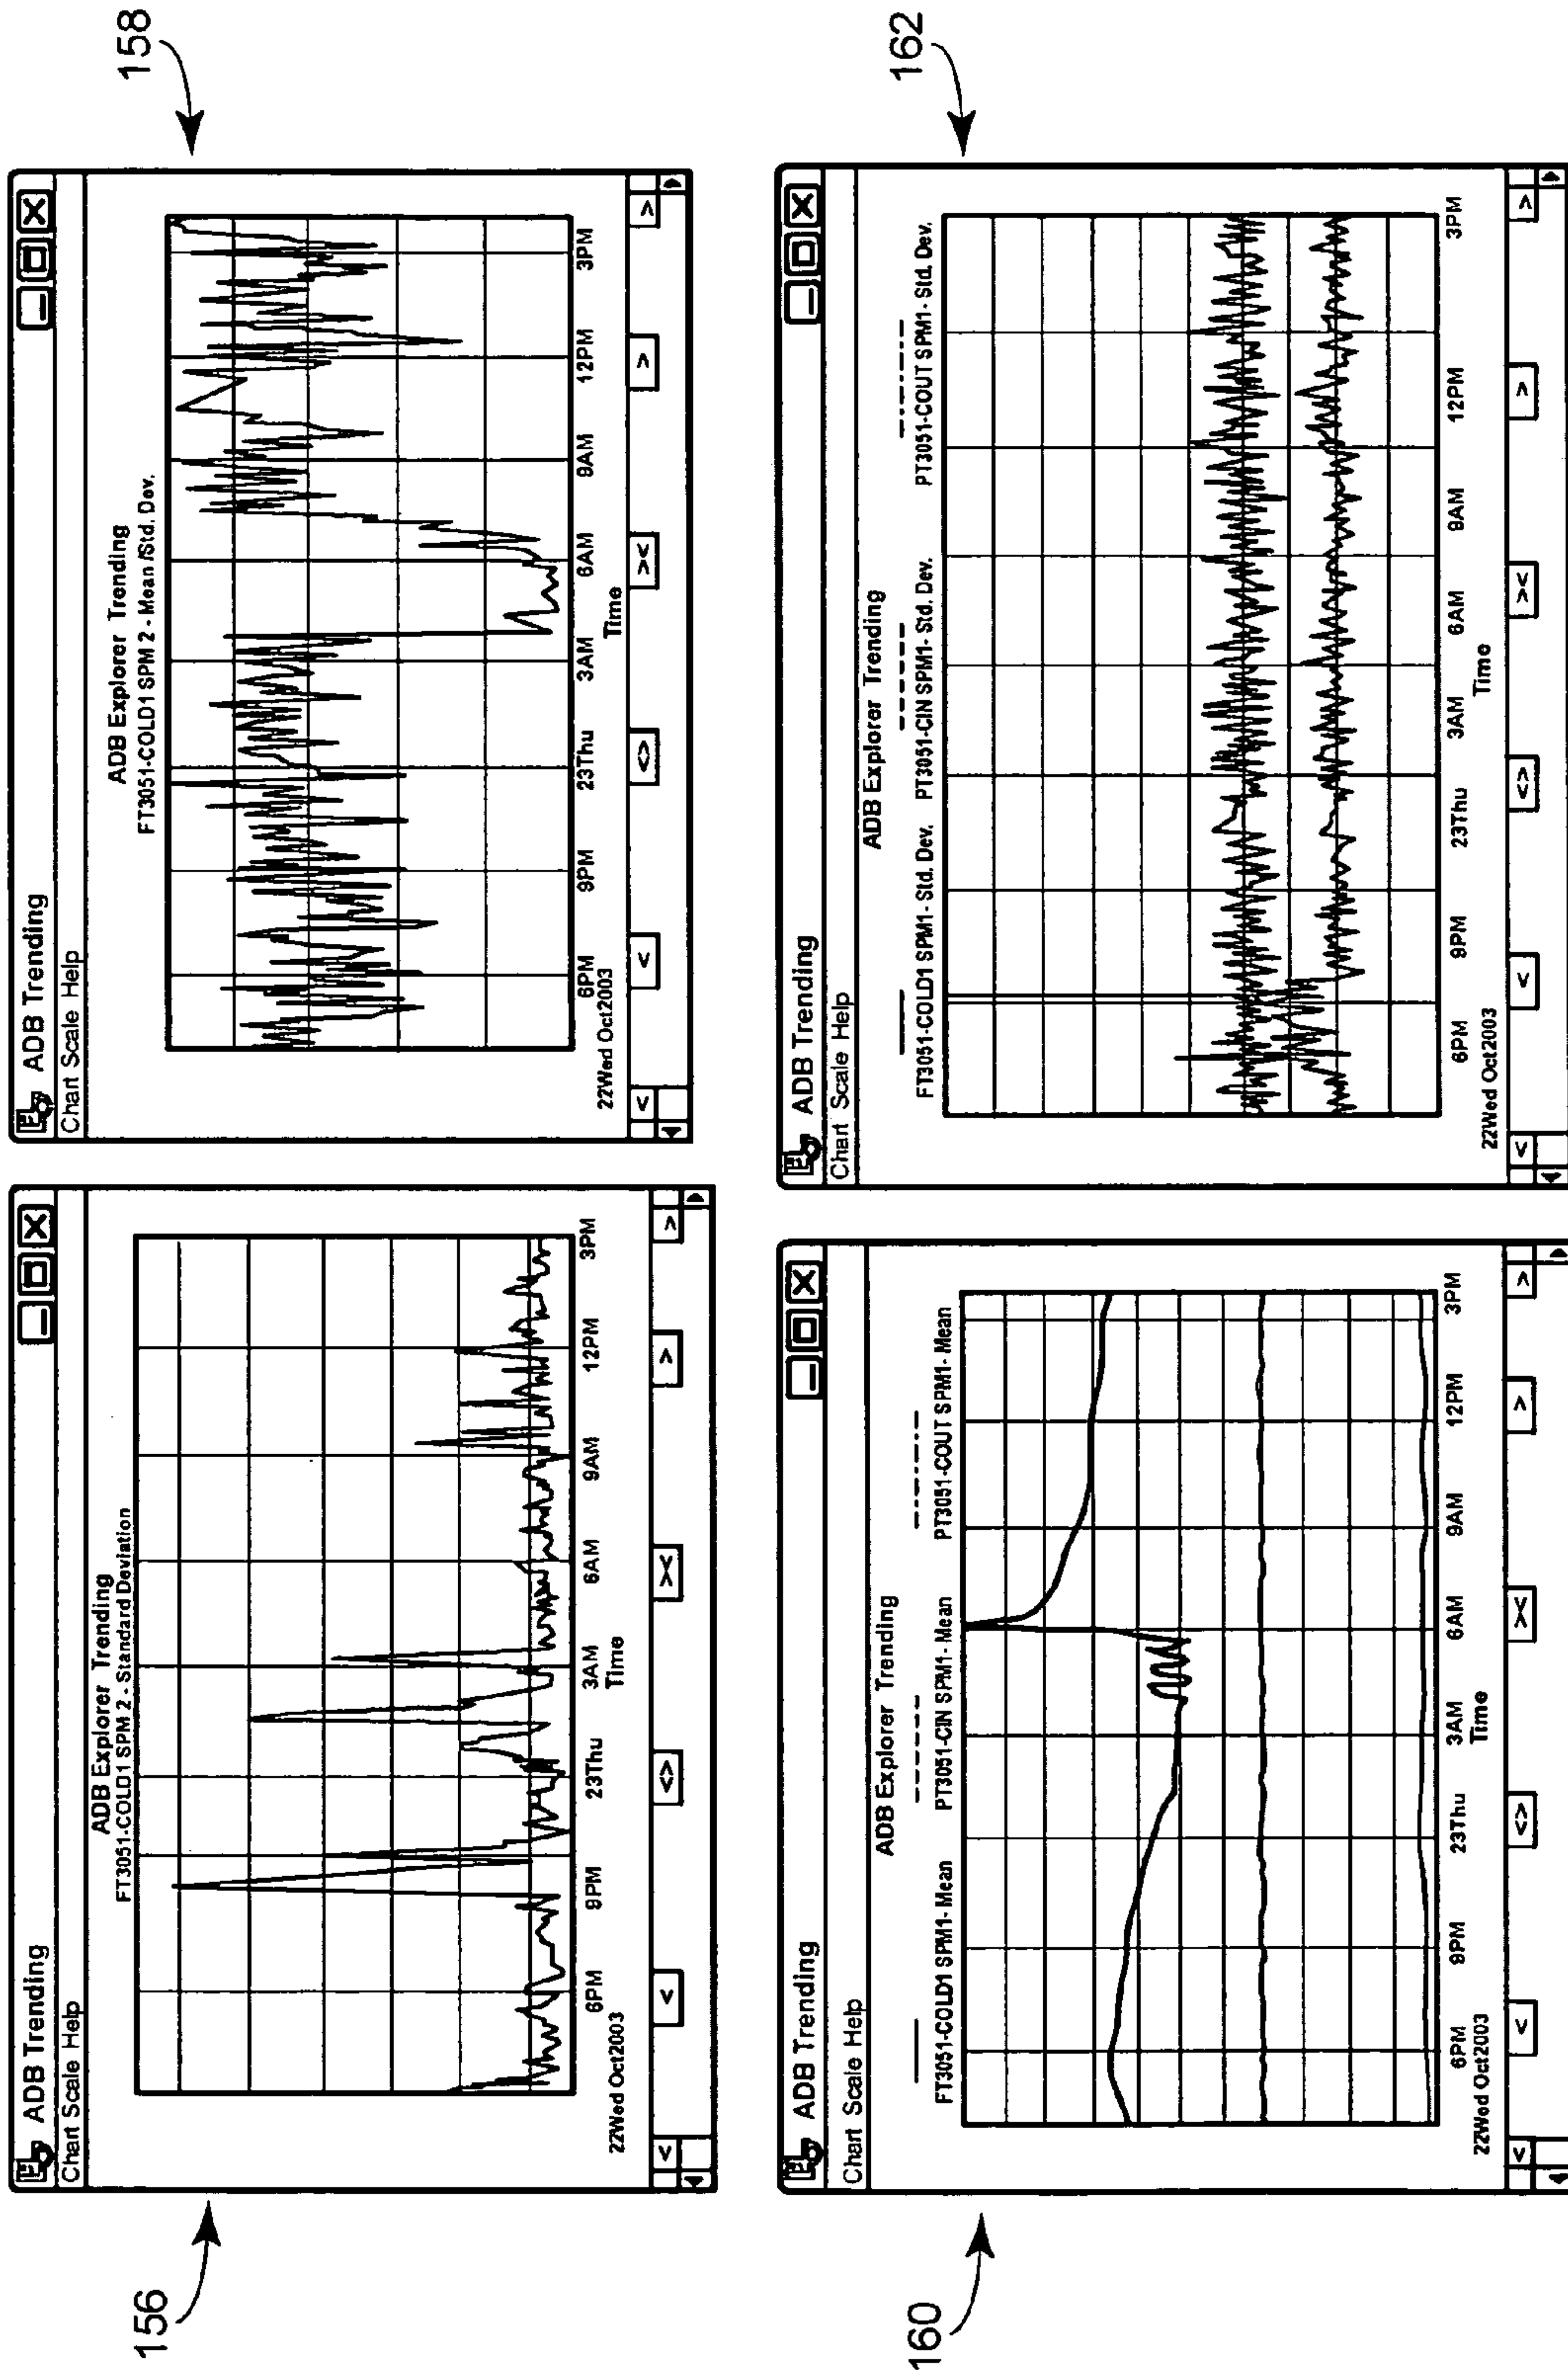 156
ADB Trending
Chart Scale Help
ADB Explorer Trending
FT3051-COLD1 SPM 2 - Standard Deviation
6PM 9PM 23Thu 3AM 6AM 9AM 12PM 3PM
Time
22Wed Oct2003
< < <> >< > >
158
ADB Trending
Chart Scale Help
ADB Explorer Trending
FT3051-COLD1 SPM 2 - Mean /Std. Dev.
6PM 9PM 23Thu 3AM 6AM 9AM 12PM 3PM
22Wed Oct2003
Time
< < <> >< > >
160
ADB Trending
Chart Scale Help
ADB Explorer Trending
FT3051-COLD1 SPM1- Mean PT3051-CIN SPM1- Mean PT3051-COUT SPM1- Mean
6PM 9PM 23Thu 3AM 6AM 9AM 12PM 3PM
22Wed Oct2003
Time
< < <> >< > >
162
ADB Trending
Chart Scale Help
ADB Explorer Trending
FT3051-COLD1 SPM1- Std. Dev. PT3051-CIN SPM1- Std. Dev. PT3051-COUT SPM1- Std. Dev.
6PM 9PM 23Thu 3AM 6AM 9AM 12PM 3PM
22Wed Oct2003
Time
< < <> >< > >